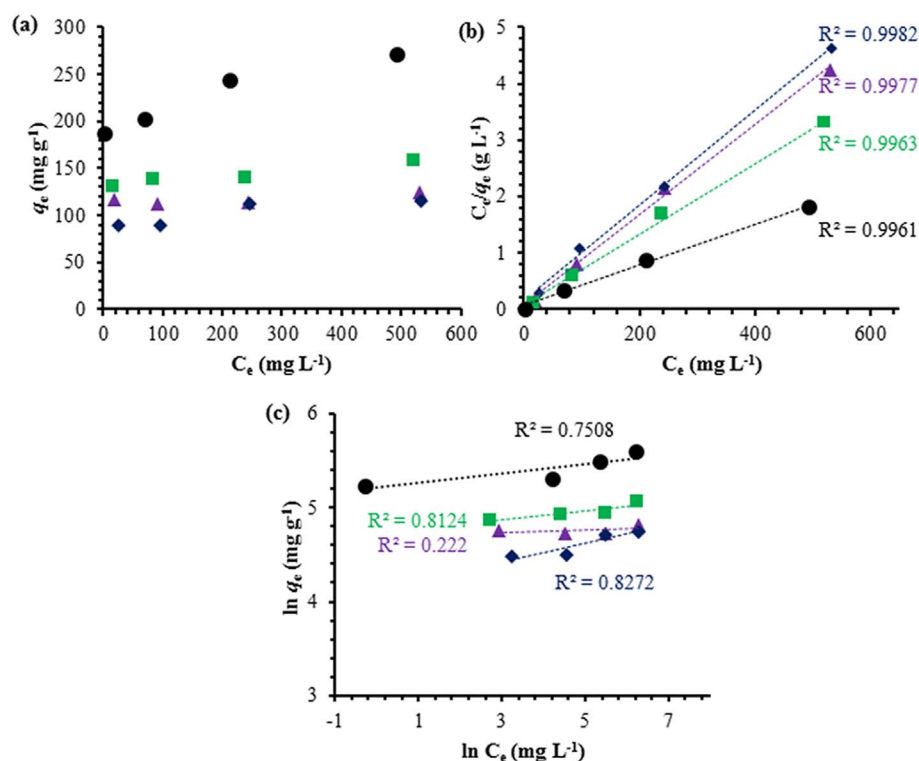 (a)
300
250
200
150
100
50
0
qₑ (mg g⁻¹)
0 100 200 300 400 500 600
Cₑ (mg L⁻¹)
(b)
5
4
3
2
1
0
Cₑ/qₑ (g L⁻¹)
R² = 0.9982
R² = 0.9977
R² = 0.9963
R² = 0.9961
0 200 400 600
Cₑ (mg L⁻¹)
(c)
6
5
4
3
ln qₑ (mg g⁻¹)
R² = 0.7508
R² = 0.8124
R² = 0.222
R² = 0.8272
-1 1 3 5 7
ln Cₑ (mg L⁻¹)